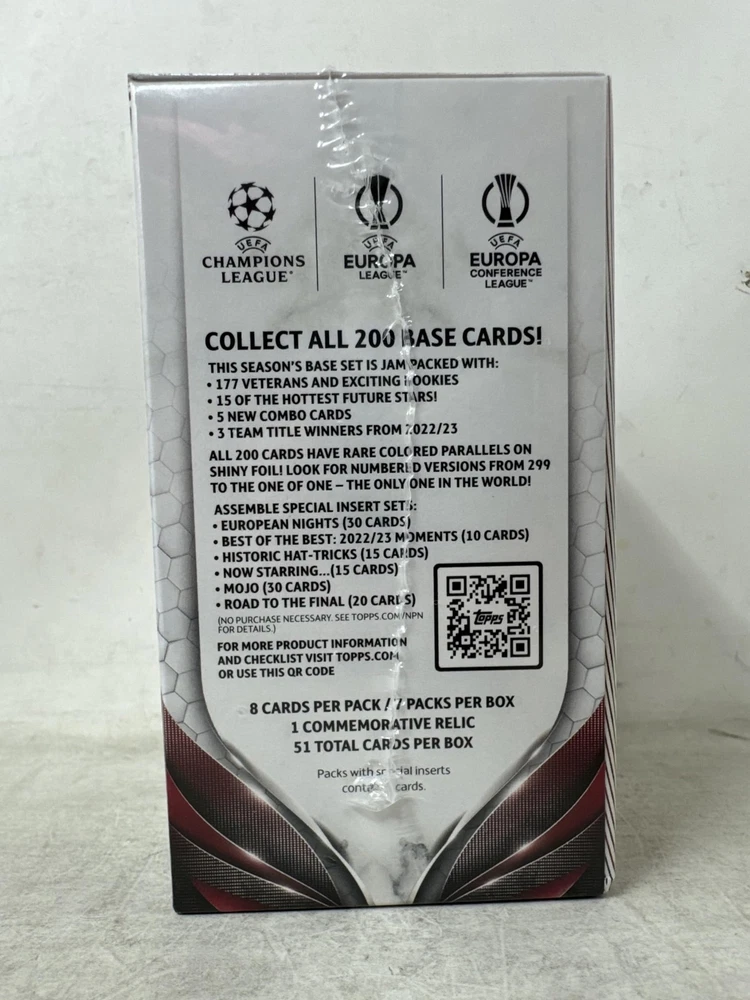 UEFA
CHAMPIONS
LEAGUE®
UEFA
EUROPA
LEAGUE™
UEFA
EUROPA
CONFERENCE
LEAGUE™
COLLECT ALL 200 BASE CARDS!
THIS SEASON'S BASE SET IS JAM PACKED WITH:
• 177 VETERANS AND EXCITING ROOKIES
• 15 OF THE HOTTEST FUTURE STARS!
• 5 NEW COMBO CARDS
• 3 TEAM TITLE WINNERS FROM 2022/23
ALL 200 CARDS HAVE RARE COLORED PARALLELS ON
SHINY FOIL! LOOK FOR NUMBERED VERSIONS FROM 299
TO THE ONE OF ONE – THE ONLY ONE IN THE WORLD!
ASSEMBLE SPECIAL INSERT SETS:
• EUROPEAN NIGHTS (30 CARDS)
• BEST OF THE BEST: 2022/23 MOMENTS (10 CARDS)
• HISTORIC HAT-TRICKS (15 CARDS)
• NOW STARRING...(15 CARDS)
• MOJO (30 CARDS)
• ROAD TO THE FINAL (20 CARDS)
(NO PURCHASE NECESSARY. SEE TOPPS.COM/NPN
FOR DETAILS.)
FOR MORE PRODUCT INFORMATION
AND CHECKLIST VISIT TOPPS.COM
OR USE THIS QR CODE
topps
8 CARDS PER PACK / 7 PACKS PER BOX
1 COMMEMORATIVE RELIC
51 TOTAL CARDS PER BOX
Packs with special inserts
cards.